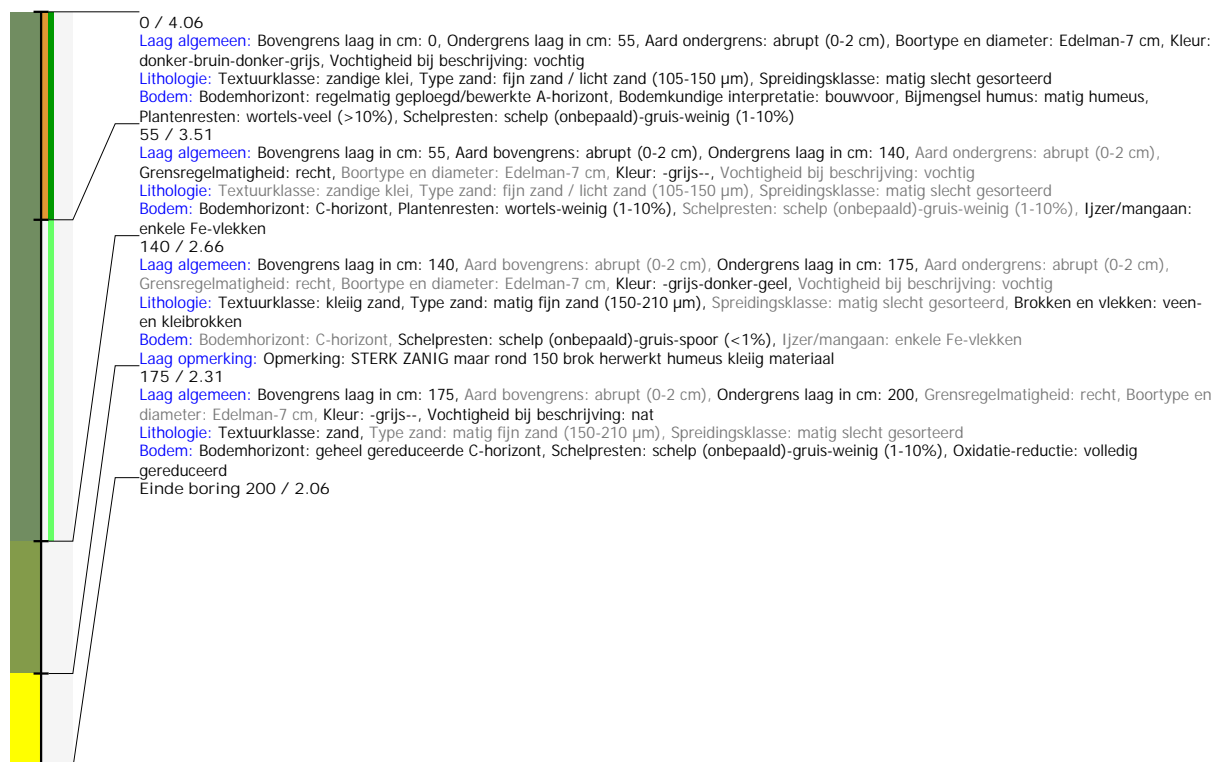 0 / 4.06
Laag algemeen: Bovengrens laag in cm: 0, Ondergrens laag in cm: 55, Aard ondergrens: abrupt (0-2 cm), Boortype en diameter: Edelman-7 cm, Kleur:
donker-bruin-donker-grijs, Vochtigheid bij beschrijving: vochtig
Lithologie: Textuurklasse: zandige klei, Type zand: fijn zand / licht zand (105-150 µm), Spreidingsklasse: matig slecht gesorteerd
Bodem: Bodemhorizont: regelmatig geploegd/bewerkte A-horizont, Bodemkundige interpretatie: bouwvoor, Bijmengsel humus: matig humeus,
Plantenresten: wortels-veel (>10%), Schelpresten: schelp (onbepaald)-gruis-weinig (1-10%)
55 / 3.51
Laag algemeen: Bovengrens laag in cm: 55, Aard bovengrens: abrupt (0-2 cm), Ondergrens laag in cm: 140, Aard ondergrens: abrupt (0-2 cm),
Grensregelmatigheid: recht, Boortype en diameter: Edelman-7 cm, Kleur: -grijs--, Vochtigheid bij beschrijving: vochtig
Lithologie: Textuurklasse: zandige klei, Type zand: fijn zand / licht zand (105-150 µm), Spreidingsklasse: matig slecht gesorteerd
Bodem: Bodemhorizont: C-horizont, Plantenresten: wortels-weinig (1-10%), Schelpresten: schelp (onbepaald)-gruis-weinig (1-10%), Ijzer/mangaan:
enkele Fe-vlekken
140 / 2.66
Laag algemeen: Bovengrens laag in cm: 140, Aard bovengrens: abrupt (0-2 cm), Ondergrens laag in cm: 175, Aard ondergrens: abrupt (0-2 cm),
Grensregelmatigheid: recht, Boortype en diameter: Edelman-7 cm, Kleur: -grijs-donker-geel, Vochtigheid bij beschrijving: vochtig
Lithologie: Textuurklasse: kleiig zand, Type zand: matig fijn zand (150-210 µm), Spreidingsklasse: matig slecht gesorteerd, Brokken en vlekken: veen-
en kleibrokken
Bodem: Bodemhorizont: C-horizont, Schelpresten: schelp (onbepaald)-gruis-spoor (<1%), Ijzer/mangaan: enkele Fe-vlekken
Laag opmerking: Opmerking: STERK ZANIG maar rond 150 brok herwerkt humeus kleiig materiaal
175 / 2.31
Laag algemeen: Bovengrens laag in cm: 175, Aard bovengrens: abrupt (0-2 cm), Ondergrens laag in cm: 200, Grensregelmatigheid: recht, Boortype en
diameter: Edelman-7 cm, Kleur: -grijs--, Vochtigheid bij beschrijving: nat
Lithologie: Textuurklasse: zand, Type zand: matig fijn zand (150-210 µm), Spreidingsklasse: matig slecht gesorteerd
Bodem: Bodemhorizont: geheel gereduceerde C-horizont, Schelpresten: schelp (onbepaald)-gruis-weinig (1-10%), Oxidatie-reductie: volledig
gereduceerd
Einde boring 200 / 2.06